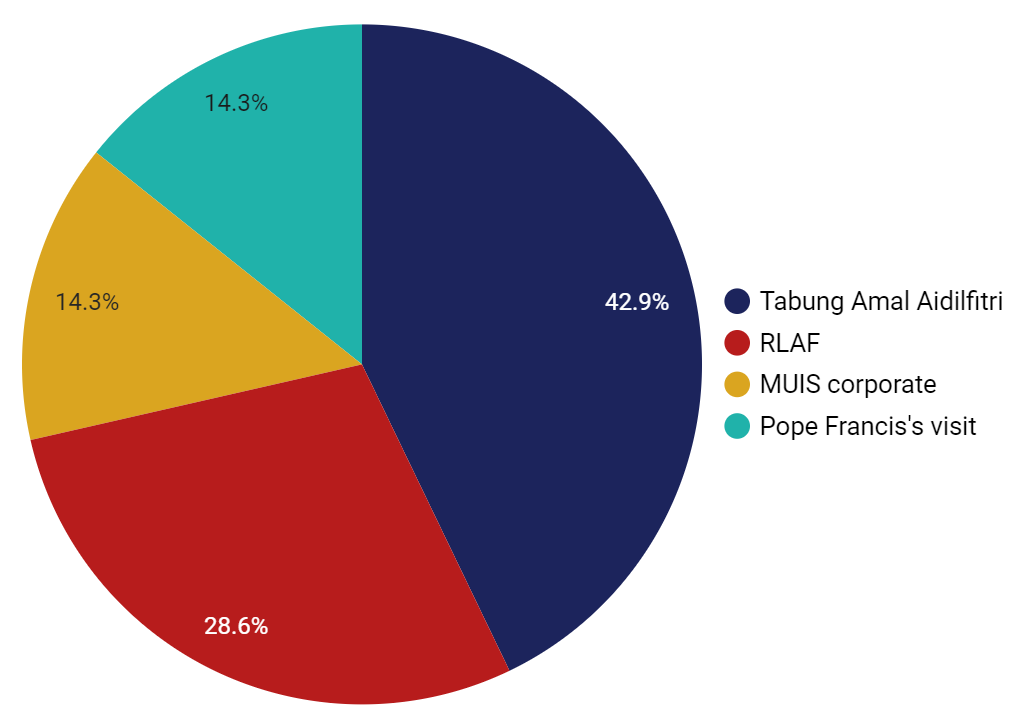 14.3%
14.3%
42.9%
28.6%
Tabung Amal Aidilfitri
RLAF
MUIS corporate
Pope Francis's visit